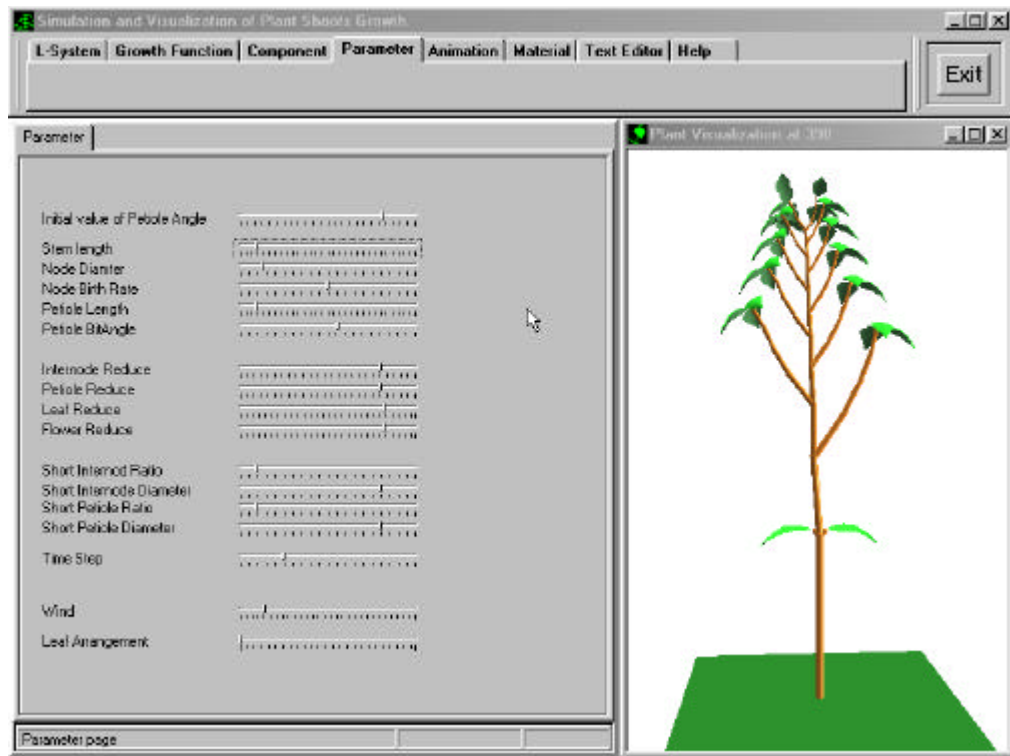 Simulation and Visualization of Plant Shoots Growth
L-System Growth Function Component Parameter Animation Material Text Editor Help
Exit
Parameter
Initial value of Petiole Angle
Stem length
Node Diamter
Node Birth Rate
Petiole Length
Petiole BitAngle
Internode Reduce
Petiole Reduce
Leaf Reduce
Flower Reduce
Short Internod Ratio
Short Internode Diameter
Short Petiole Ratio
Short Petiole Diameter
Time Step
Wind
Leaf Arrangement
Parameter page
Plant Visualization at 390